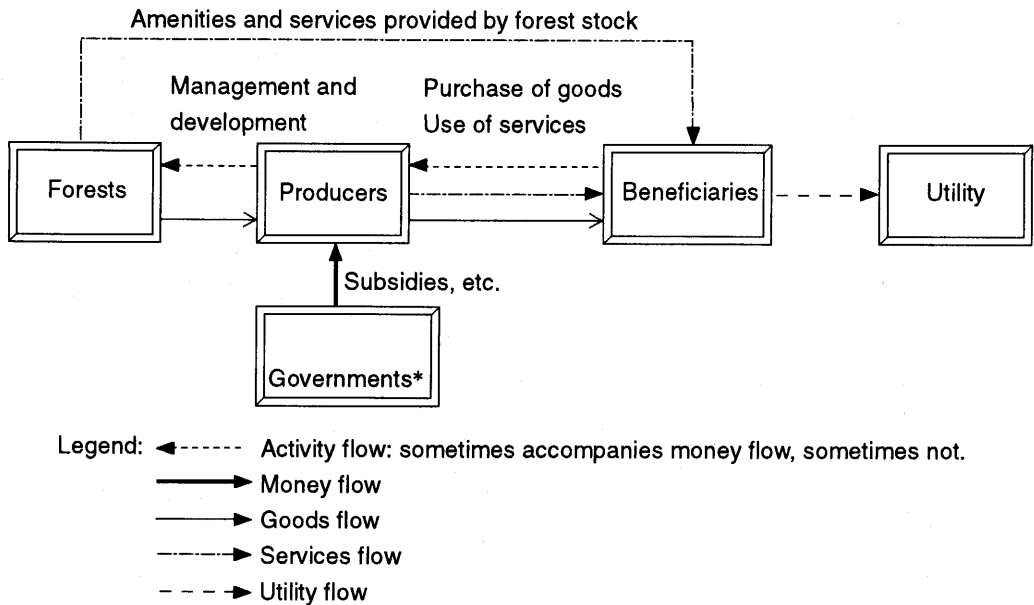 Amenities and services provided by forest stock
Management and
development
Purchase of goods
Use of services
Forests
Producers
Beneficiaries
Utility
Subsidies, etc.
Governments*
Legend:
Activity flow: sometimes accompanies money flow, sometimes not.
Money flow
Goods flow
Services flow
Utility flow